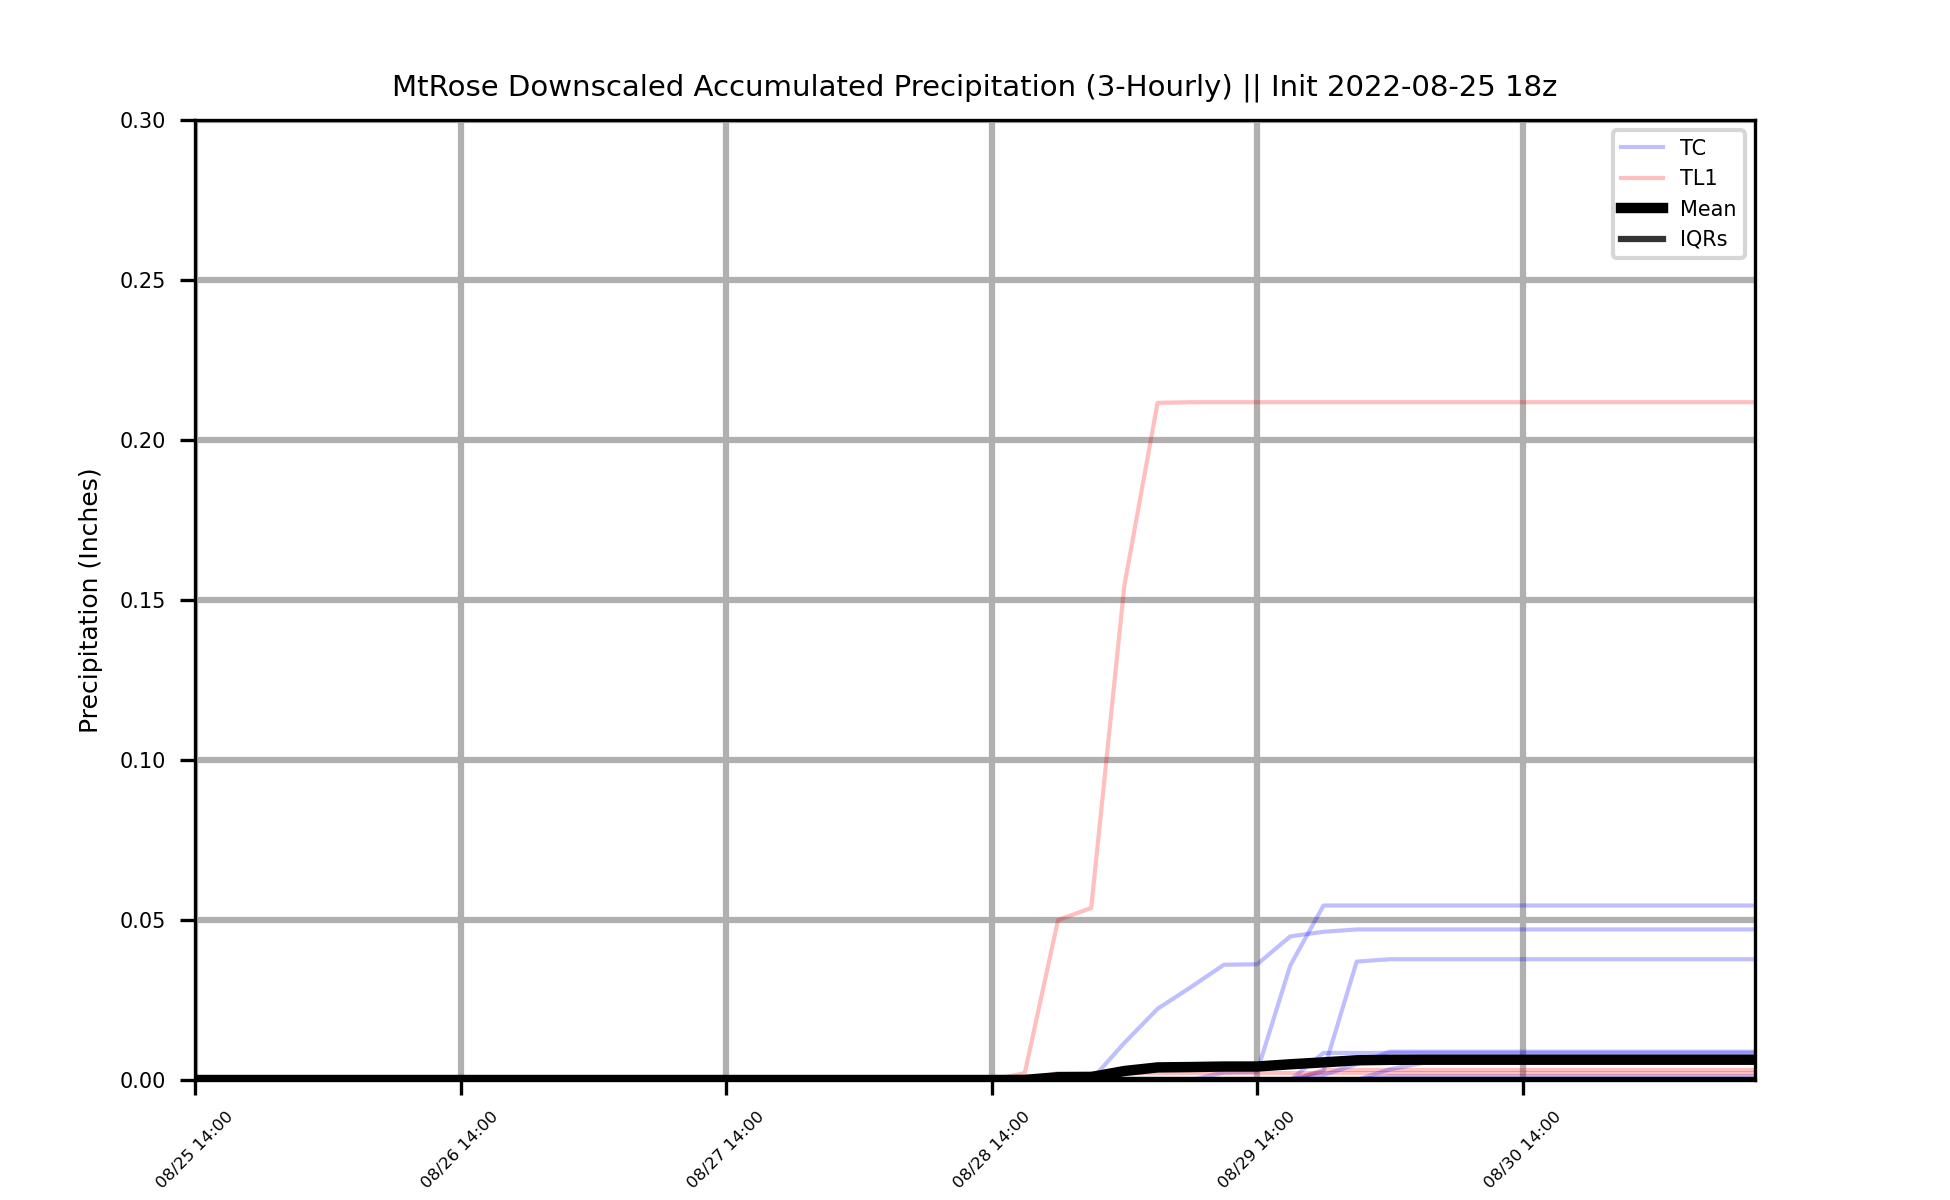 MtRose Downscaled Accumulated Precipitation (3-Hourly) || Init 2022-08-25 18z
TC
TL1
Mean
IQRs
Precipitation (Inches)
0.30
0.25
0.20
0.15
0.10
0.05
0.00
08/25 14:00
08/26 14:00
08/27 14:00
08/28 14:00
08/29 14:00
08/30 14:00